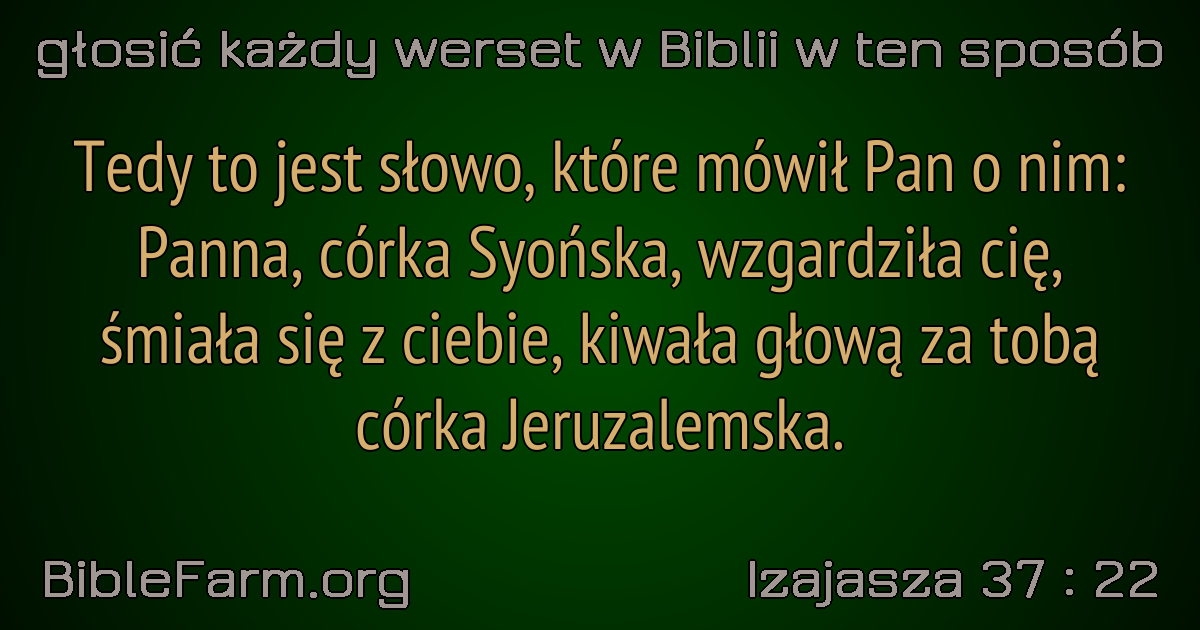 głosić każdy werset w Biblii w ten sposób
Tedy to jest słowo, które mówił Pan o nim:
Panna, córka Syońska, wzgardziła cię,
śmiała się z ciebie, kiwała głową za tobą
córka Jeruzalemska.
BibleFarm.org
Izajasza 37 : 22